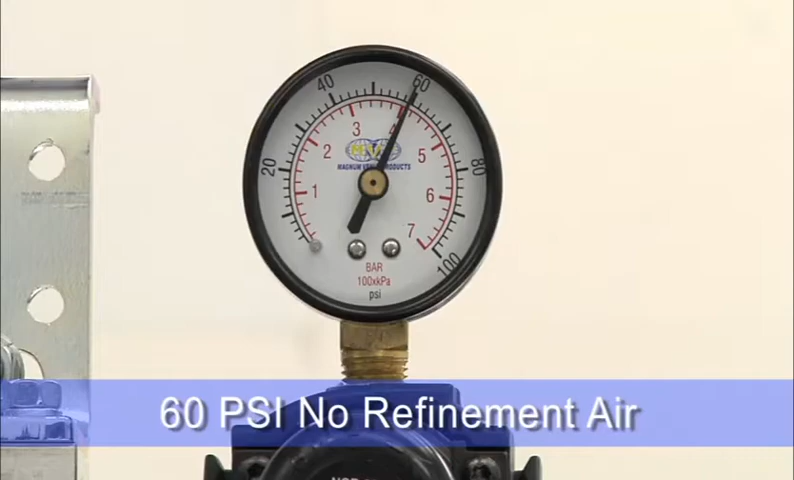 40
60
3
20
2
5
80
MAGNUM PRODUCTS
1
6
7
BAR
100xkPa
psi
100
60 PSI No Refinement Air